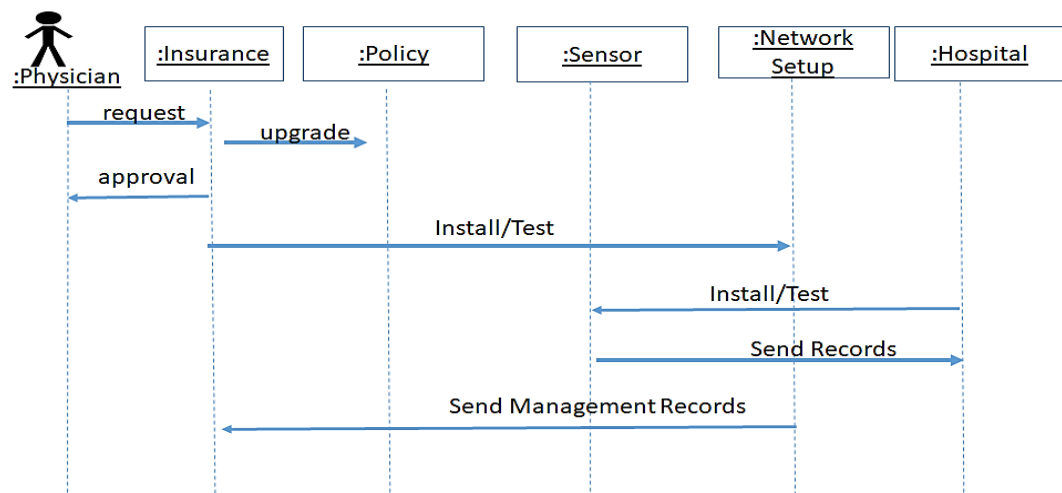 :Physician
:Insurance
:Policy
:Sensor
:Network
Setup
:Hospital
request
upgrade
approval
Install/Test
Install/Test
Send Records
Send Management Records